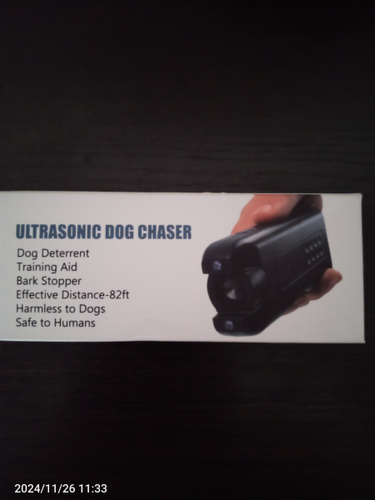 ULTRASONIC DOG CHASER
Dog Deterrent
Training Aid
Bark Stopper
Effective Distance-82ft
Harmless to Dogs
Safe to Humans
2024/11/26 11:33